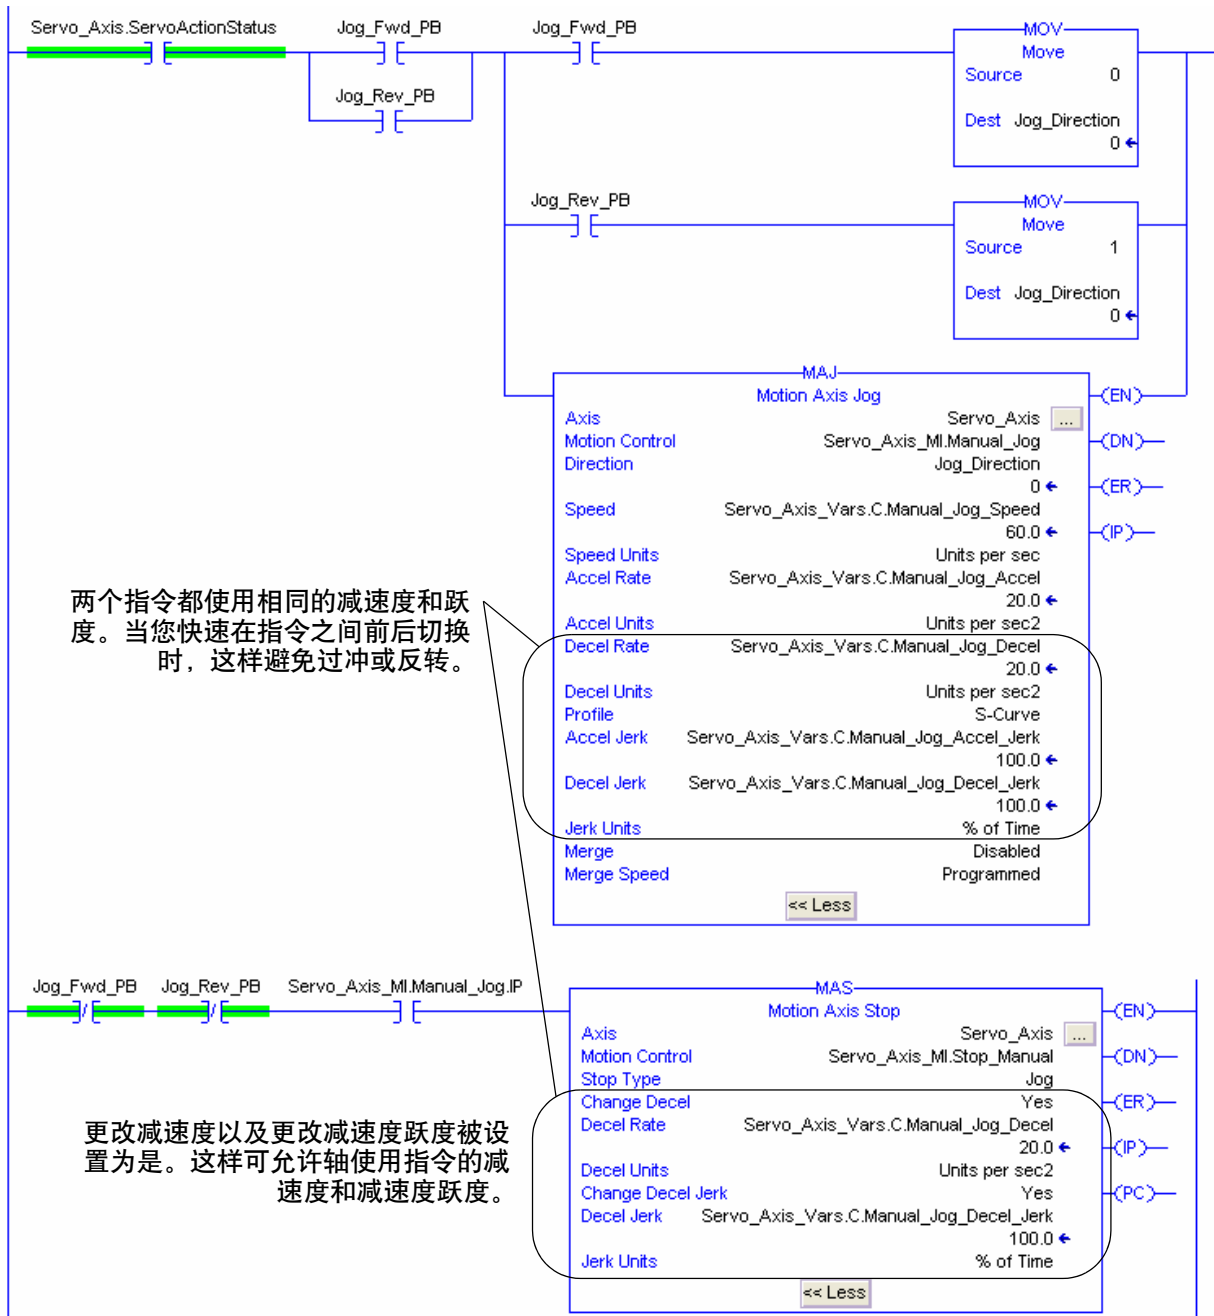 Servo_Axis.ServoActionStatus Jog_Fwd_PB Jog_Fwd_PB
MOV
Move
Source 0
Jog_Rev_PB
Dest Jog_Direction
0
Jog_Rev_PB
MOV
Move
Source 1
Dest Jog_Direction
0
MAJ
Motion Axis Jog
Axis Servo_Axis ...
Motion Control Servo_Axis_MI.Manual_Jog
Direction Jog_Direction
0
Speed Servo_Axis_Vars.C.Manual_Jog_Speed
60.0
Speed Units Units per sec
Accel Rate Servo_Axis_Vars.C.Manual_Jog_Accel
20.0
Accel Units Units per sec2
Decel Rate Servo_Axis_Vars.C.Manual_Jog_Decel
20.0
Decel Units Units per sec2
Profile S-Curve
Accel Jerk Servo_Axis_Vars.C.Manual_Jog_Accel_Jerk
100.0
Decel Jerk Servo_Axis_Vars.C.Manual_Jog_Decel_Jerk
100.0
Jerk Units % of Time
Merge Disabled
Merge Speed Programmed
<< Less
(EN)
(DN)
(ER)
(IP)
两个指令都使用相同的减速度和跃
度。当您快速在指令之间前后切换
时，这样避免过冲或反转。
Jog_Fwd_PB Jog_Rev_PB Servo_Axis_MI.Manual_Jog.IP
MAS
Motion Axis Stop
Axis Servo_Axis ...
Motion Control Servo_Axis_MI.Stop_Manual
Stop Type Jog
Change Decel Yes
Decel Rate Servo_Axis_Vars.C.Manual_Jog_Decel
20.0
Decel Units Units per sec2
Change Decel Jerk Yes
Decel Jerk Servo_Axis_Vars.C.Manual_Jog_Decel_Jerk
100.0
Jerk Units % of Time
<< Less
(EN)
(DN)
(ER)
(IP)
(PC)
更改减速度以及更改减速度跃度被设
置为是。这样可允许轴使用指令的减
速度和减速度跃度。